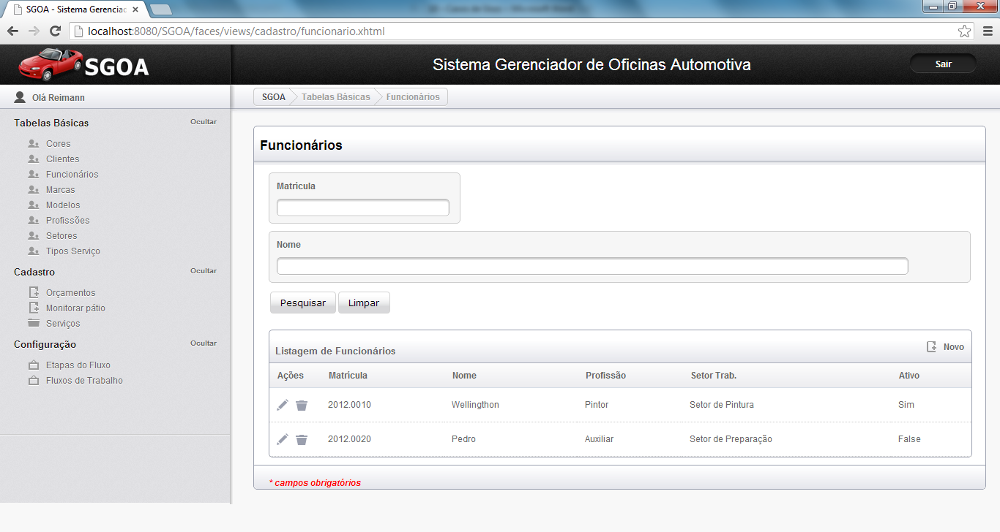 SGOA - Sistema Gerenciac
localhost:8080/SGOA/faces/views/cadastro/funcionario.xhtml
SGOA
Sistema Gerenciador de Oficinas Automotiva
Sair
Olá Reimann
SGOA Tabelas Básicas Funcionários
Tabelas Básicas Ocultar
Cores
Clientes
Funcionários
Marcas
Modelos
Profissões
Setores
Tipos Serviço
Cadastro Ocultar
Orçamentos
Monitorar pátio
Serviços
Configuração Ocultar
Etapas do Fluxo
Fluxos de Trabalho
Funcionários
Matrícula
Nome
Pesquisar Limpar
Listagem de Funcionários Novo
Ações Matrícula Nome Profissão Setor Trab. Ativo
2012.0010 Wellingthon Pintor Setor de Pintura Sim
2012.0020 Pedro Auxiliar Setor de Preparação False
* campos obrigatórios